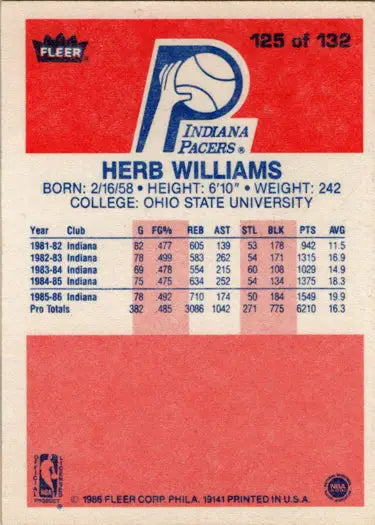 FLEER
125 of 132
INDIANA
PACERS ®
HERB WILLIAMS
BORN: 2/16/58 • HEIGHT: 6'10" • WEIGHT: 242
COLLEGE: OHIO STATE UNIVERSITY
Year Club G FG% REB AST STL BLK PTS AVG
1981-82 Indiana 82 .477 605 139 53 178 942 11.5
1982-83 Indiana 78 .499 583 262 54 171 1315 16.9
1983-84 Indiana 69 .478 554 215 60 108 1029 14.9
1984-85 Indiana 75 .475 634 252 54 134 1375 18.3
1985-86 Indiana 78 .492 710 174 50 184 1549 19.9
Pro Totals 382 .485 3086 1042 271 775 6210 16.3
OFFICIAL LICENSED
NBA
PRODUCT
NBA
© 1986 FLEER CORP. PHILA. 19141 PRINTED IN U.S.A.